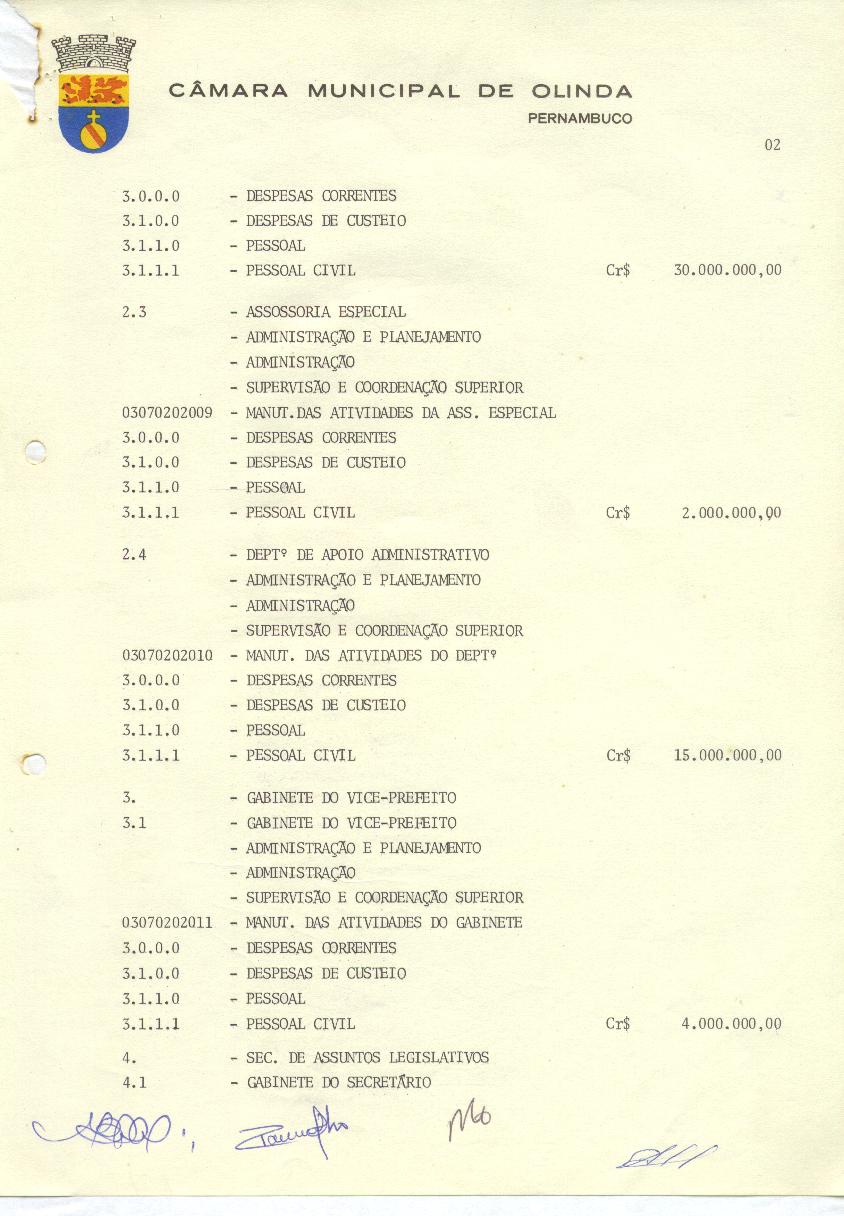 CÂMARA MUNICIPAL DE OLINDA
PERNAMBUCO
02
3.0.0.0 - DESPESAS CORRENTES
3.1.0.0 - DESPESAS DE CUSTEIO
3.1.1.0 - PESSOAL
3.1.1.1 - PESSOAL CIVIL Cr$ 30.000.000,00
2.3 - ASSOSSORIA ESPECIAL
- ADMINISTRAÇÃO E PLANEJAMENTO
- ADMINISTRAÇÃO
- SUPERVISÃO E COORDENAÇÃO SUPERIOR
03070202009 - MANUT.DAS ATIVIDADES DA ASS. ESPECIAL
3.0.0.0 - DESPESAS CORRENTES
3.1.0.0 - DESPESAS DE CUSTEIO
3.1.1.0 - PESSOAL
3.1.1.1 - PESSOAL CIVIL Cr$ 2.000.000,00
2.4 - DEPTº DE APOIO ADMINISTRATIVO
- ADMINISTRAÇÃO E PLANEJAMENTO
- ADMINISTRAÇÃO
- SUPERVISÃO E COORDENAÇÃO SUPERIOR
03070202010 - MANUT. DAS ATIVIDADES DO DEPTº
3.0.0.0 - DESPESAS CORRENTES
3.1.0.0 - DESPESAS DE CUSTEIO
3.1.1.0 - PESSOAL
3.1.1.1 - PESSOAL CIVIL Cr$ 15.000.000,00
3. - GABINETE DO VICE-PREFEITO
3.1 - GABINETE DO VICE-PREFEITO
- ADMINISTRAÇÃO E PLANEJAMENTO
- ADMINISTRAÇÃO
- SUPERVISÃO E COORDENAÇÃO SUPERIOR
03070202011 - MANUT. DAS ATIVIDADES DO GABINETE
3.0.0.0 - DESPESAS CORRENTES
3.1.0.0 - DESPESAS DE CUSTEIO
3.1.1.0 - PESSOAL
3.1.1.1 - PESSOAL CIVIL Cr$ 4.000.000,00
4. - SEC. DE ASSUNTOS LEGISLATIVOS
4.1 - GABINETE DO SECRETÁRIO